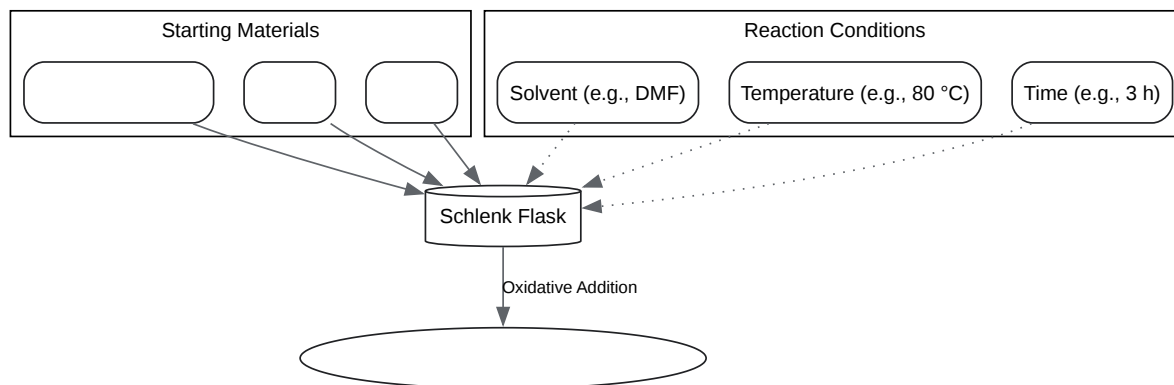 Starting Materials
Reaction Conditions
Solvent (e.g., DMF)
Temperature (e.g., 80 °C)
Time (e.g., 3 h)
Schlenk Flask
Oxidative Addition